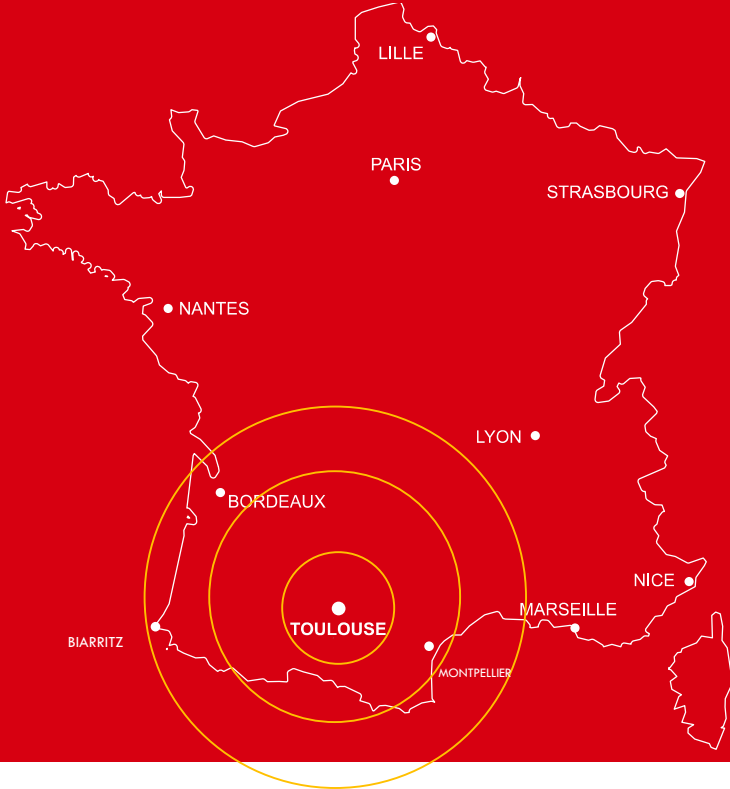 LILLE
PARIS
STRASBOURG
NANTES
LYON
BORDEAUX
NICE
MARSEILLE
TOULOUSE
BIARRITZ
MONTPELLIER